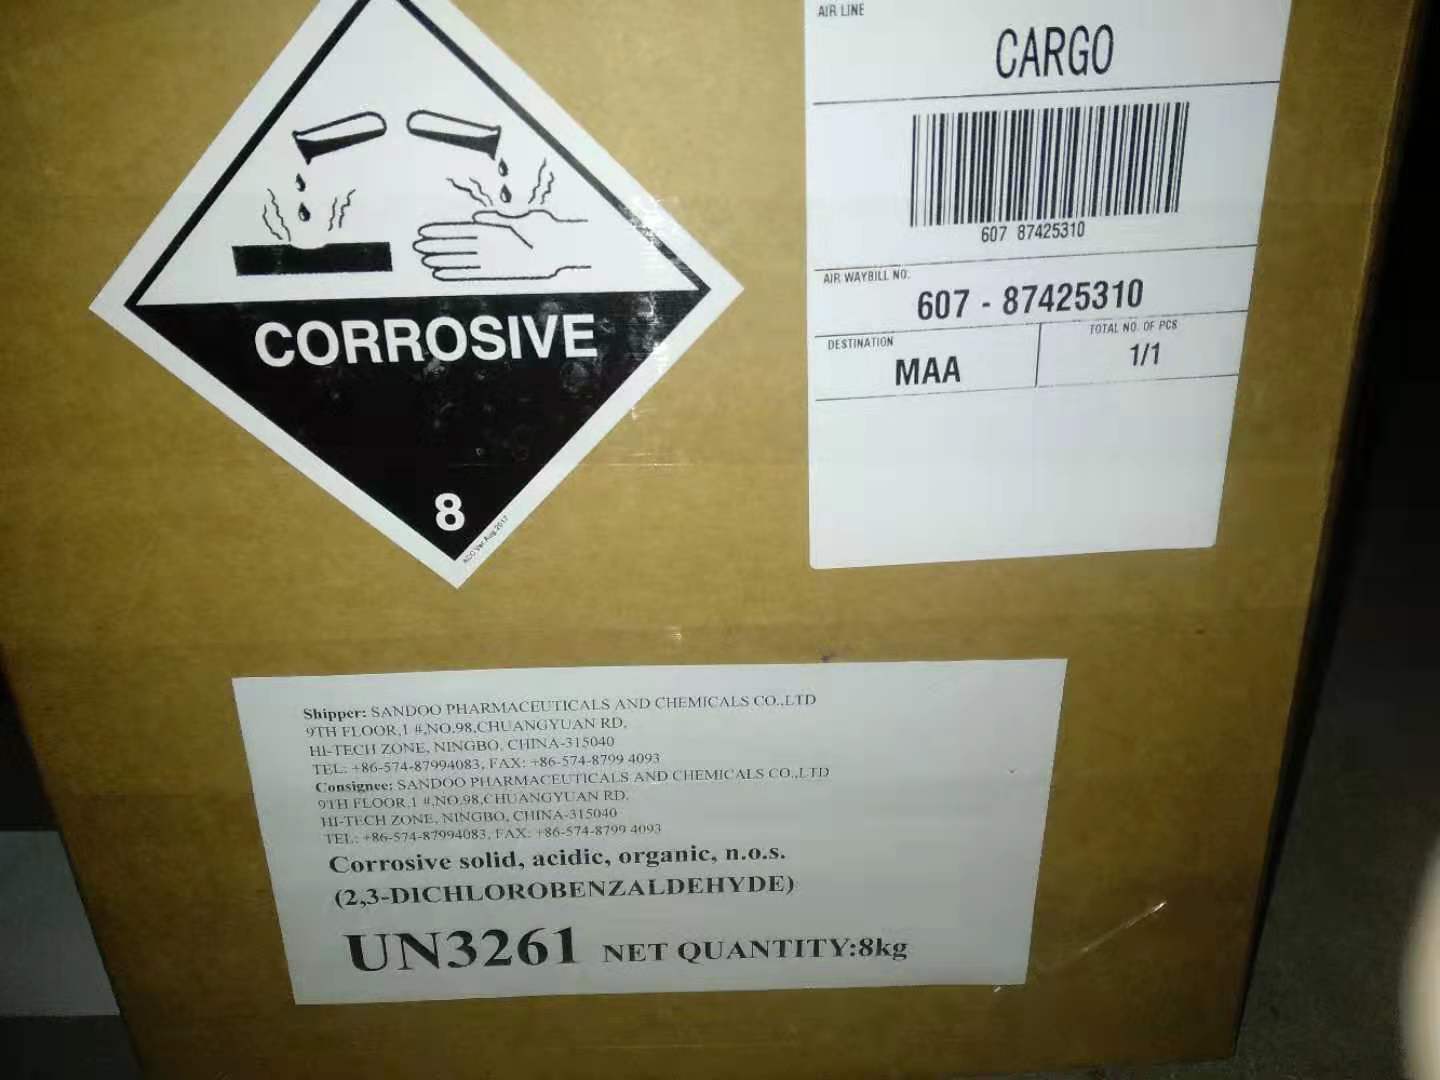 CORROSIVE
8
AIR LINE
CARGO
607 87425310
AIR WAYBILL NO.
607 - 87425310
DESTINATION
MAA
TOTAL NO. OF PCS
1/1
Shipper: SANDOO PHARMACEUTICALS AND CHEMICALS CO.,LTD
9TH FLOOR,1 #,NO.98,CHUANGYUAN RD,
HI-TECH ZONE, NINGBO, CHINA-315040
TEL: +86-574-87994083, FAX: +86-574-8799 4093
Consignee: SANDOO PHARMACEUTICALS AND CHEMICALS CO.,LTD
9TH FLOOR,1 #,NO.98,CHUANGYUAN RD,
HI-TECH ZONE, NINGBO, CHINA-315040
TEL: +86-574-87994083, FAX: +86-574-8799 4093
Corrosive solid, acidic, organic, n.o.s.
(2,3-DICHLOROBENZALDEHYDE)
UN3261 NET QUANTITY:8kg